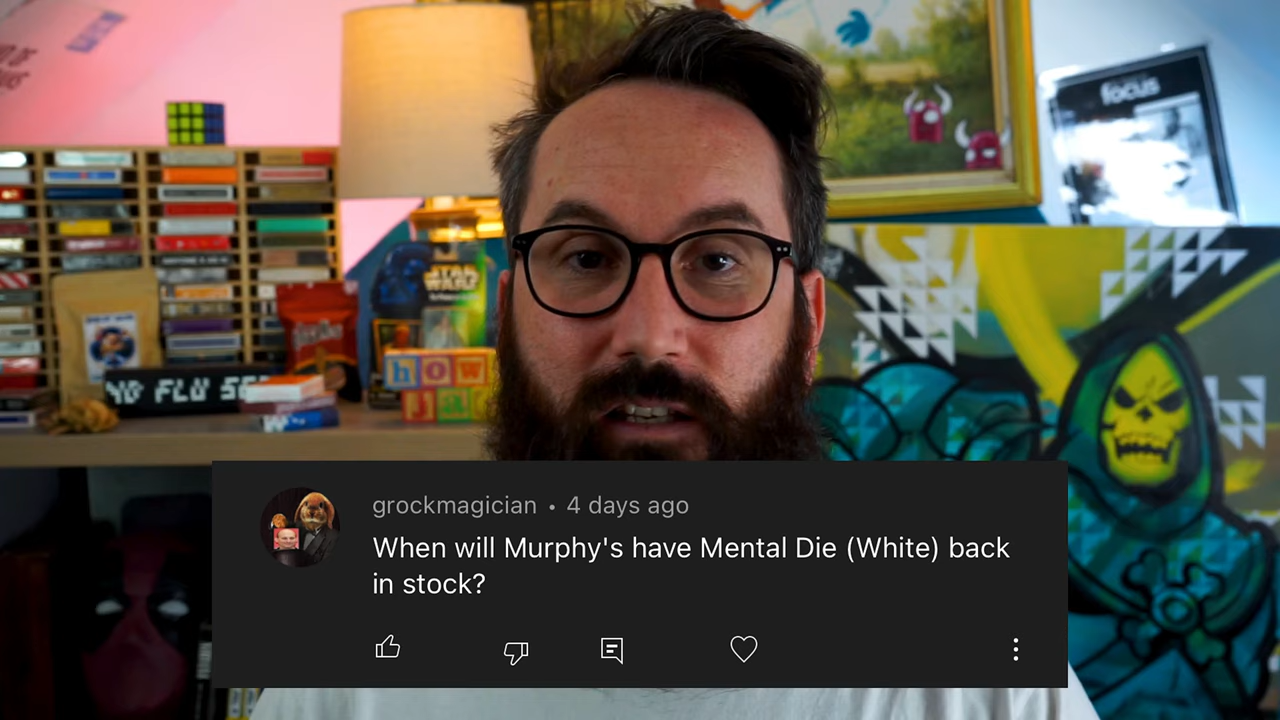 focus
STAR
WARS
HOW
NO FLU SE
grockmagician • 4 days ago
When will Murphy's have Mental Die (White) back
in stock?